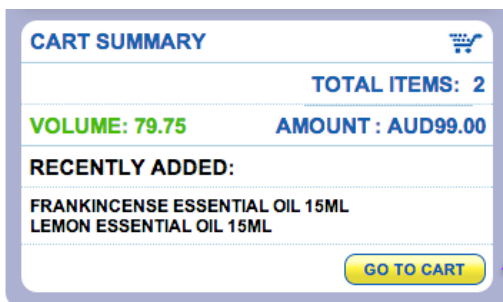 CART SUMMARY
TOTAL ITEMS: 2
VOLUME: 79.75 AMOUNT : AUD99.00
RECENTLY ADDED:
FRANKINCENSE ESSENTIAL OIL 15ML
LEMON ESSENTIAL OIL 15ML
GO TO CART